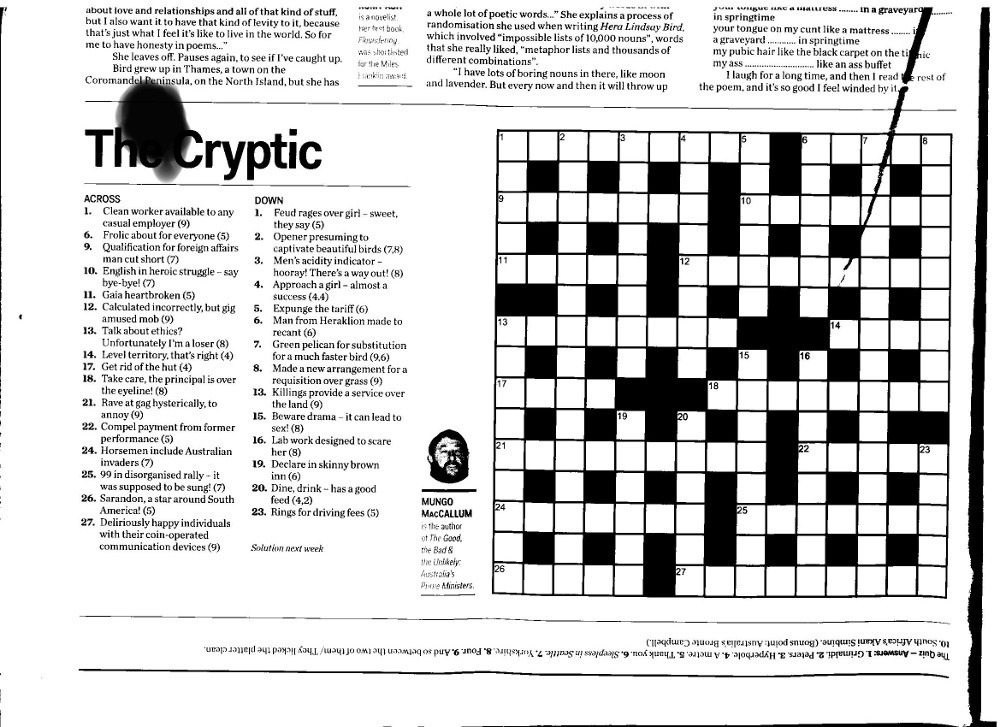 about love and relationships and all of that kind of stuff,
but I also want it to have that kind of levity to it, because
that's just what I feel it's like to live in the world. So for
me to have honesty in poems..."
She leaves off. Pauses again, to see if I've caught up.
Bird grew up in Thames, a town on the
Coromandel Peninsula, on the North Island, but she has
is a novelist.
Her first book,
was shortlisted
for the Miles
Franklin award.
a whole lot of poetic words..." She explains a process of
randomisation she used when writing Hera Lindsay Bird,
which involved "impossible lists of 10,000 nouns", words
that she really liked, "metaphor lists and thousands of
different combinations".
"I have lots of boring nouns in there, like moon
and lavender. But every now and then it will throw up
your tongue like a mattress ........ in a graveyard
in springtime
your tongue on my cunt like a mattress ........ i
a graveyard ............ in springtime
my pubic hair like the black carpet on the
my ass ............................. like an ass buffet
I laugh for a long time, and then I read the rest of
the poem, and it's so good I feel winded by it.
The Cryptic
ACROSS
1. Clean worker available to any
casual employer (9)
6. Frolic about for everyone (5)
9. Qualification for foreign affairs
man cut short (7)
10. English in heroic struggle – say
bye-bye! (7)
11. Gaia heartbroken (5)
12. Calculated incorrectly, but gig
amused mob (9)
13. Talk about ethics?
Unfortunately I'm a loser (8)
14. Level territory, that's right (4)
17. Get rid of the hut (4)
18. Take care, the principal is over
the eyeline! (8)
21. Rave at gag hysterically, to
annoy (9)
22. Compel payment from former
performance (5)
24. Horsemen include Australian
invaders (7)
25. 99 in disorganised rally – it
was supposed to be sung! (7)
26. Sarandon, a star around South
America! (5)
27. Deliriously happy individuals
with their coin-operated
communication devices (9)
DOWN
1. Feud rages over girl – sweet,
they say (5)
2. Opener presuming to
captivate beautiful birds (7,8)
3. Men's acidity indicator –
hooray! There's a way out! (8)
4. Approach a girl – almost a
success (4.4)
5. Expunge the tariff (6)
6. Man from Heraklion made to
recant (6)
7. Green pelican for substitution
for a much faster bird (9,6)
8. Made a new arrangement for a
requisition over grass (9)
13. Killings provide a service over
the land (9)
15. Beware drama – it can lead to
sex! (8)
16. Lab work designed to scare
her (8)
19. Declare in skinny brown
inn (6)
20. Dine, drink – has a good
feed (4,2)
23. Rings for driving fees (5)
Solution next week
MUNGO
MACCALLUM
is the author
of The Good,
the Bad &
the Unlikely:
Australia's
Prime Ministers.
1 2 3 4 5 6 7 8
9 10
11 12
13 14
15 16
17 18
19 20
21 22 23
24 25
26 27
The Quiz – Answers: 1. Grimaldi. 2. Peters. 3. Hyperbole. 4. A metre. 5. Thank you. 6. Sleepless in Seattle. 7. Yorkshire. 8. Four. 9. And so between the two of them/ They licked the platter clean.
10. South Africa's Akani Simbine. (Bonus point: Australia's Bronte Campbell.)